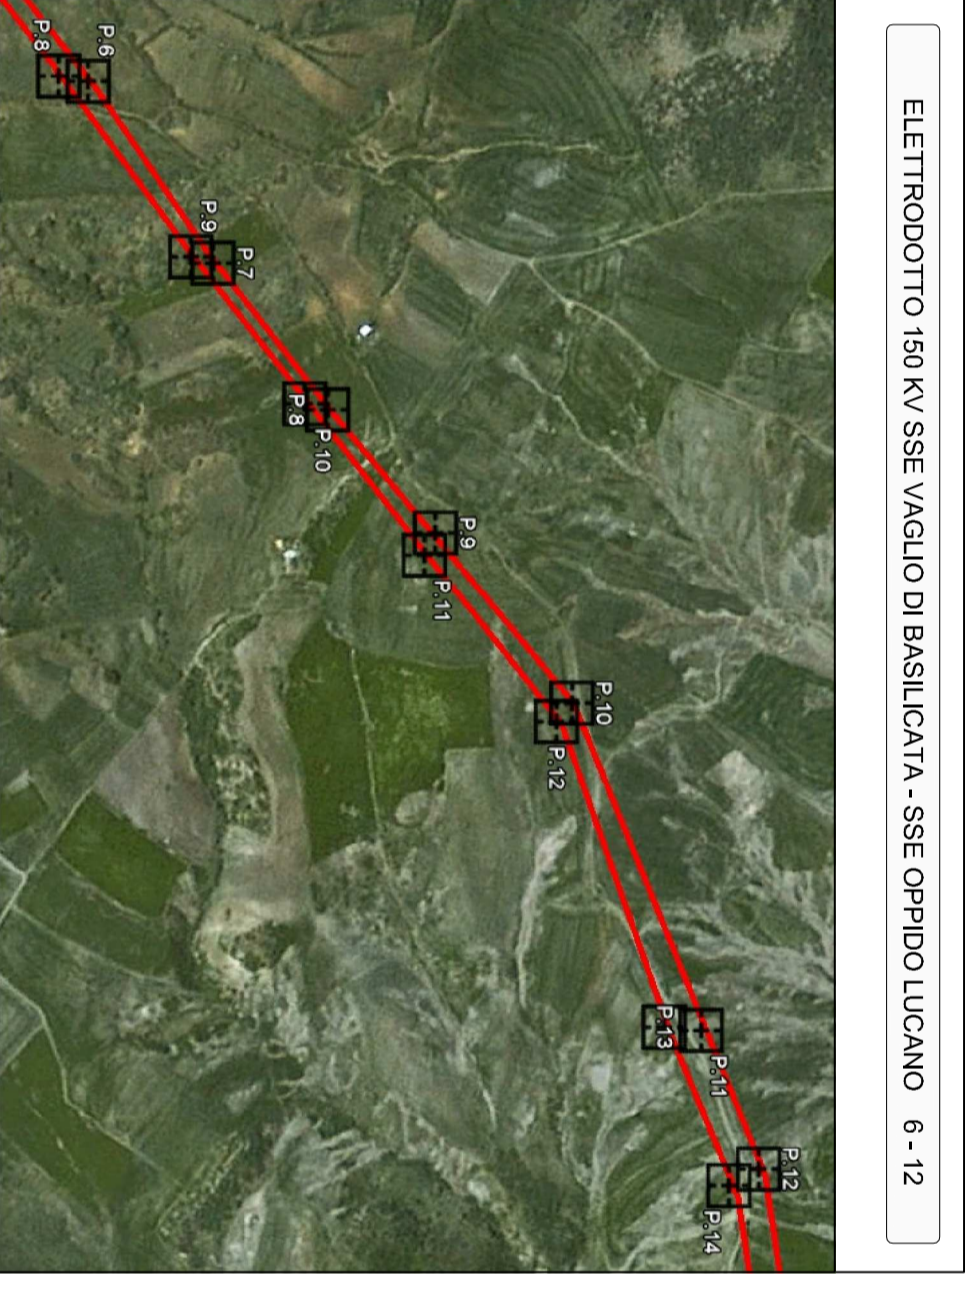 ELETTRODOTTO 150 KV SSE VAGLIO DI BASILICATA - SSE OPPIDO LUCANO 6 - 12
P.8
P.6
P.9
P.7
P.8
P.10
P.9
P.11
P.10
P.12
P.13
P.11
P.12
P.14